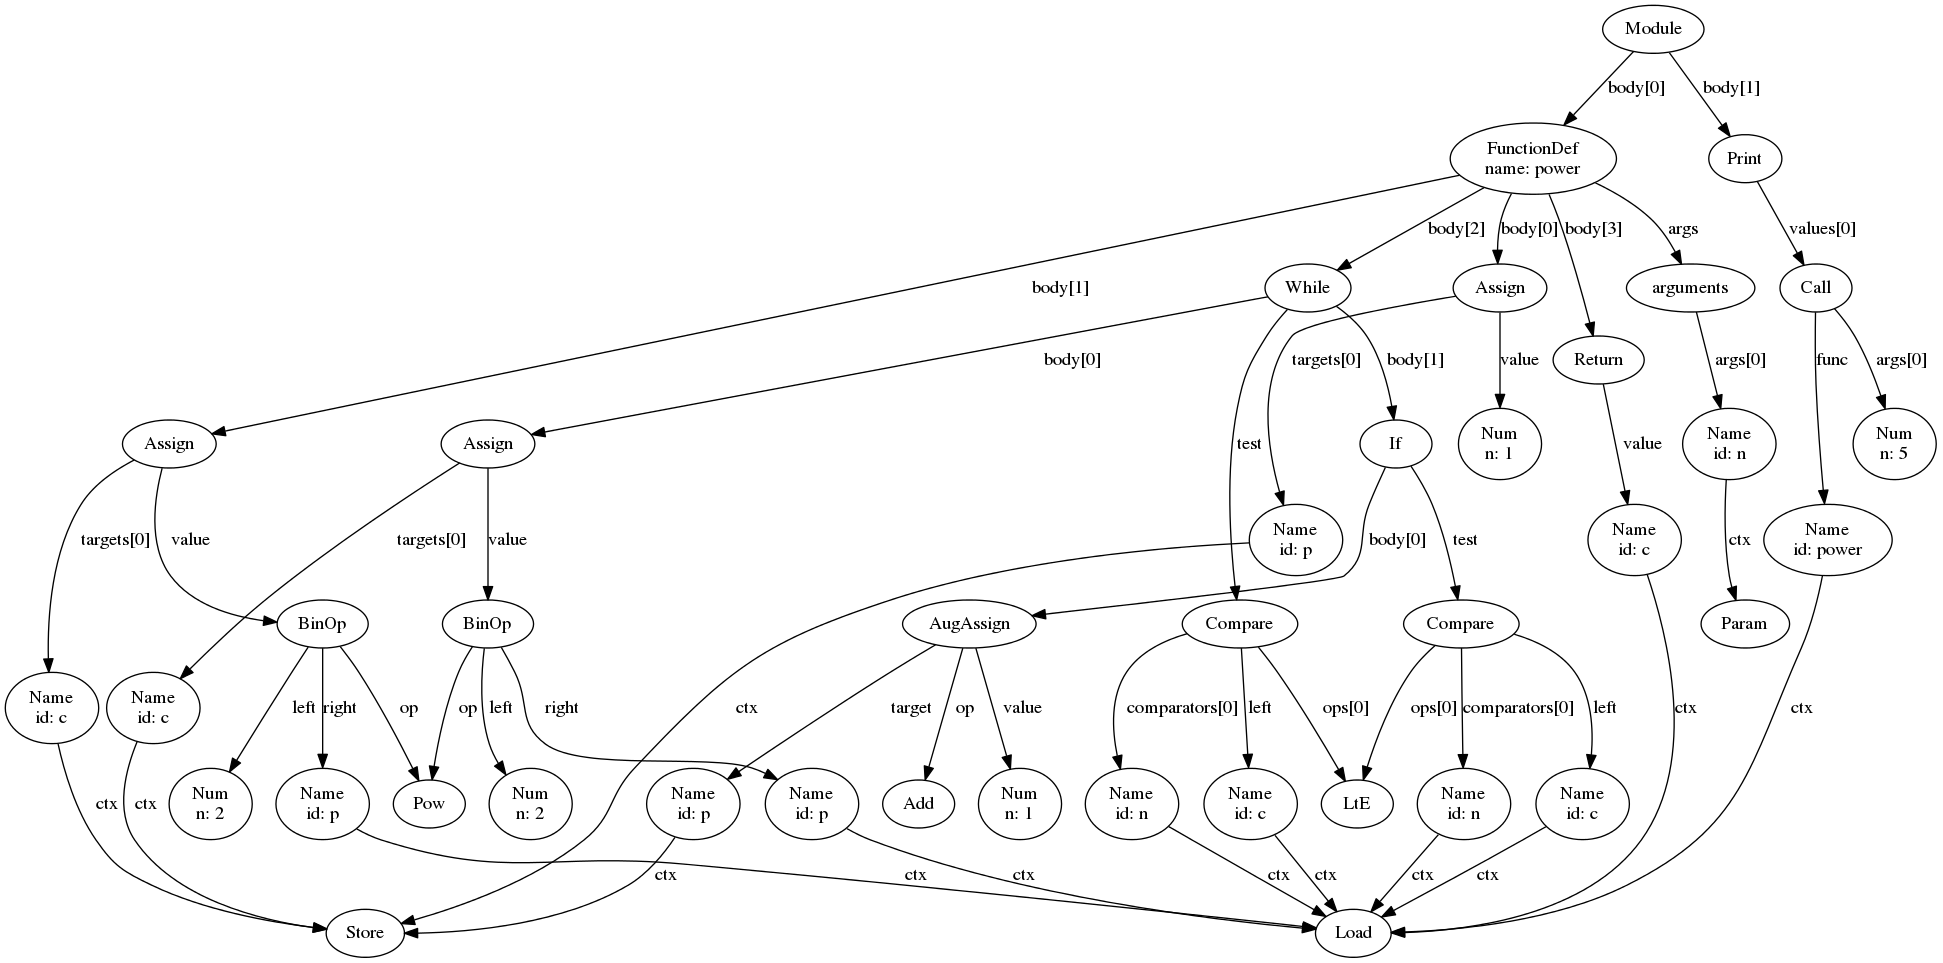 Module
body[0]
body[1]
FunctionDef
name: power
Print
body[2]
body[0]
body[3]
args
values[0]
body[1]
While
Assign
arguments
Call
body[0]
targets[0]
body[1]
value
Return
args[0]
func
args[0]
Assign
Assign
test
If
Num
n: 1
value
Name
id: n
Num
n: 5
targets[0]
value
targets[0]
value
Name
id: p
body[0]
test
Name
id: c
ctx
Name
id: power
BinOp
BinOp
AugAssign
Compare
Compare
Param
Name
id: c
Name
id: c
left
right
op
op
left
right
ctx
target
op
value
comparators[0]
left
ops[0]
ops[0]
comparators[0]
left
ctx
ctx
ctx
ctx
Num
n: 2
Name
id: p
Pow
Num
n: 2
Name
id: p
Name
id: p
Add
Num
n: 1
Name
id: n
Name
id: c
LtE
Name
id: n
Name
id: c
ctx
ctx
ctx
ctx
ctx
ctx
ctx
Store
Load